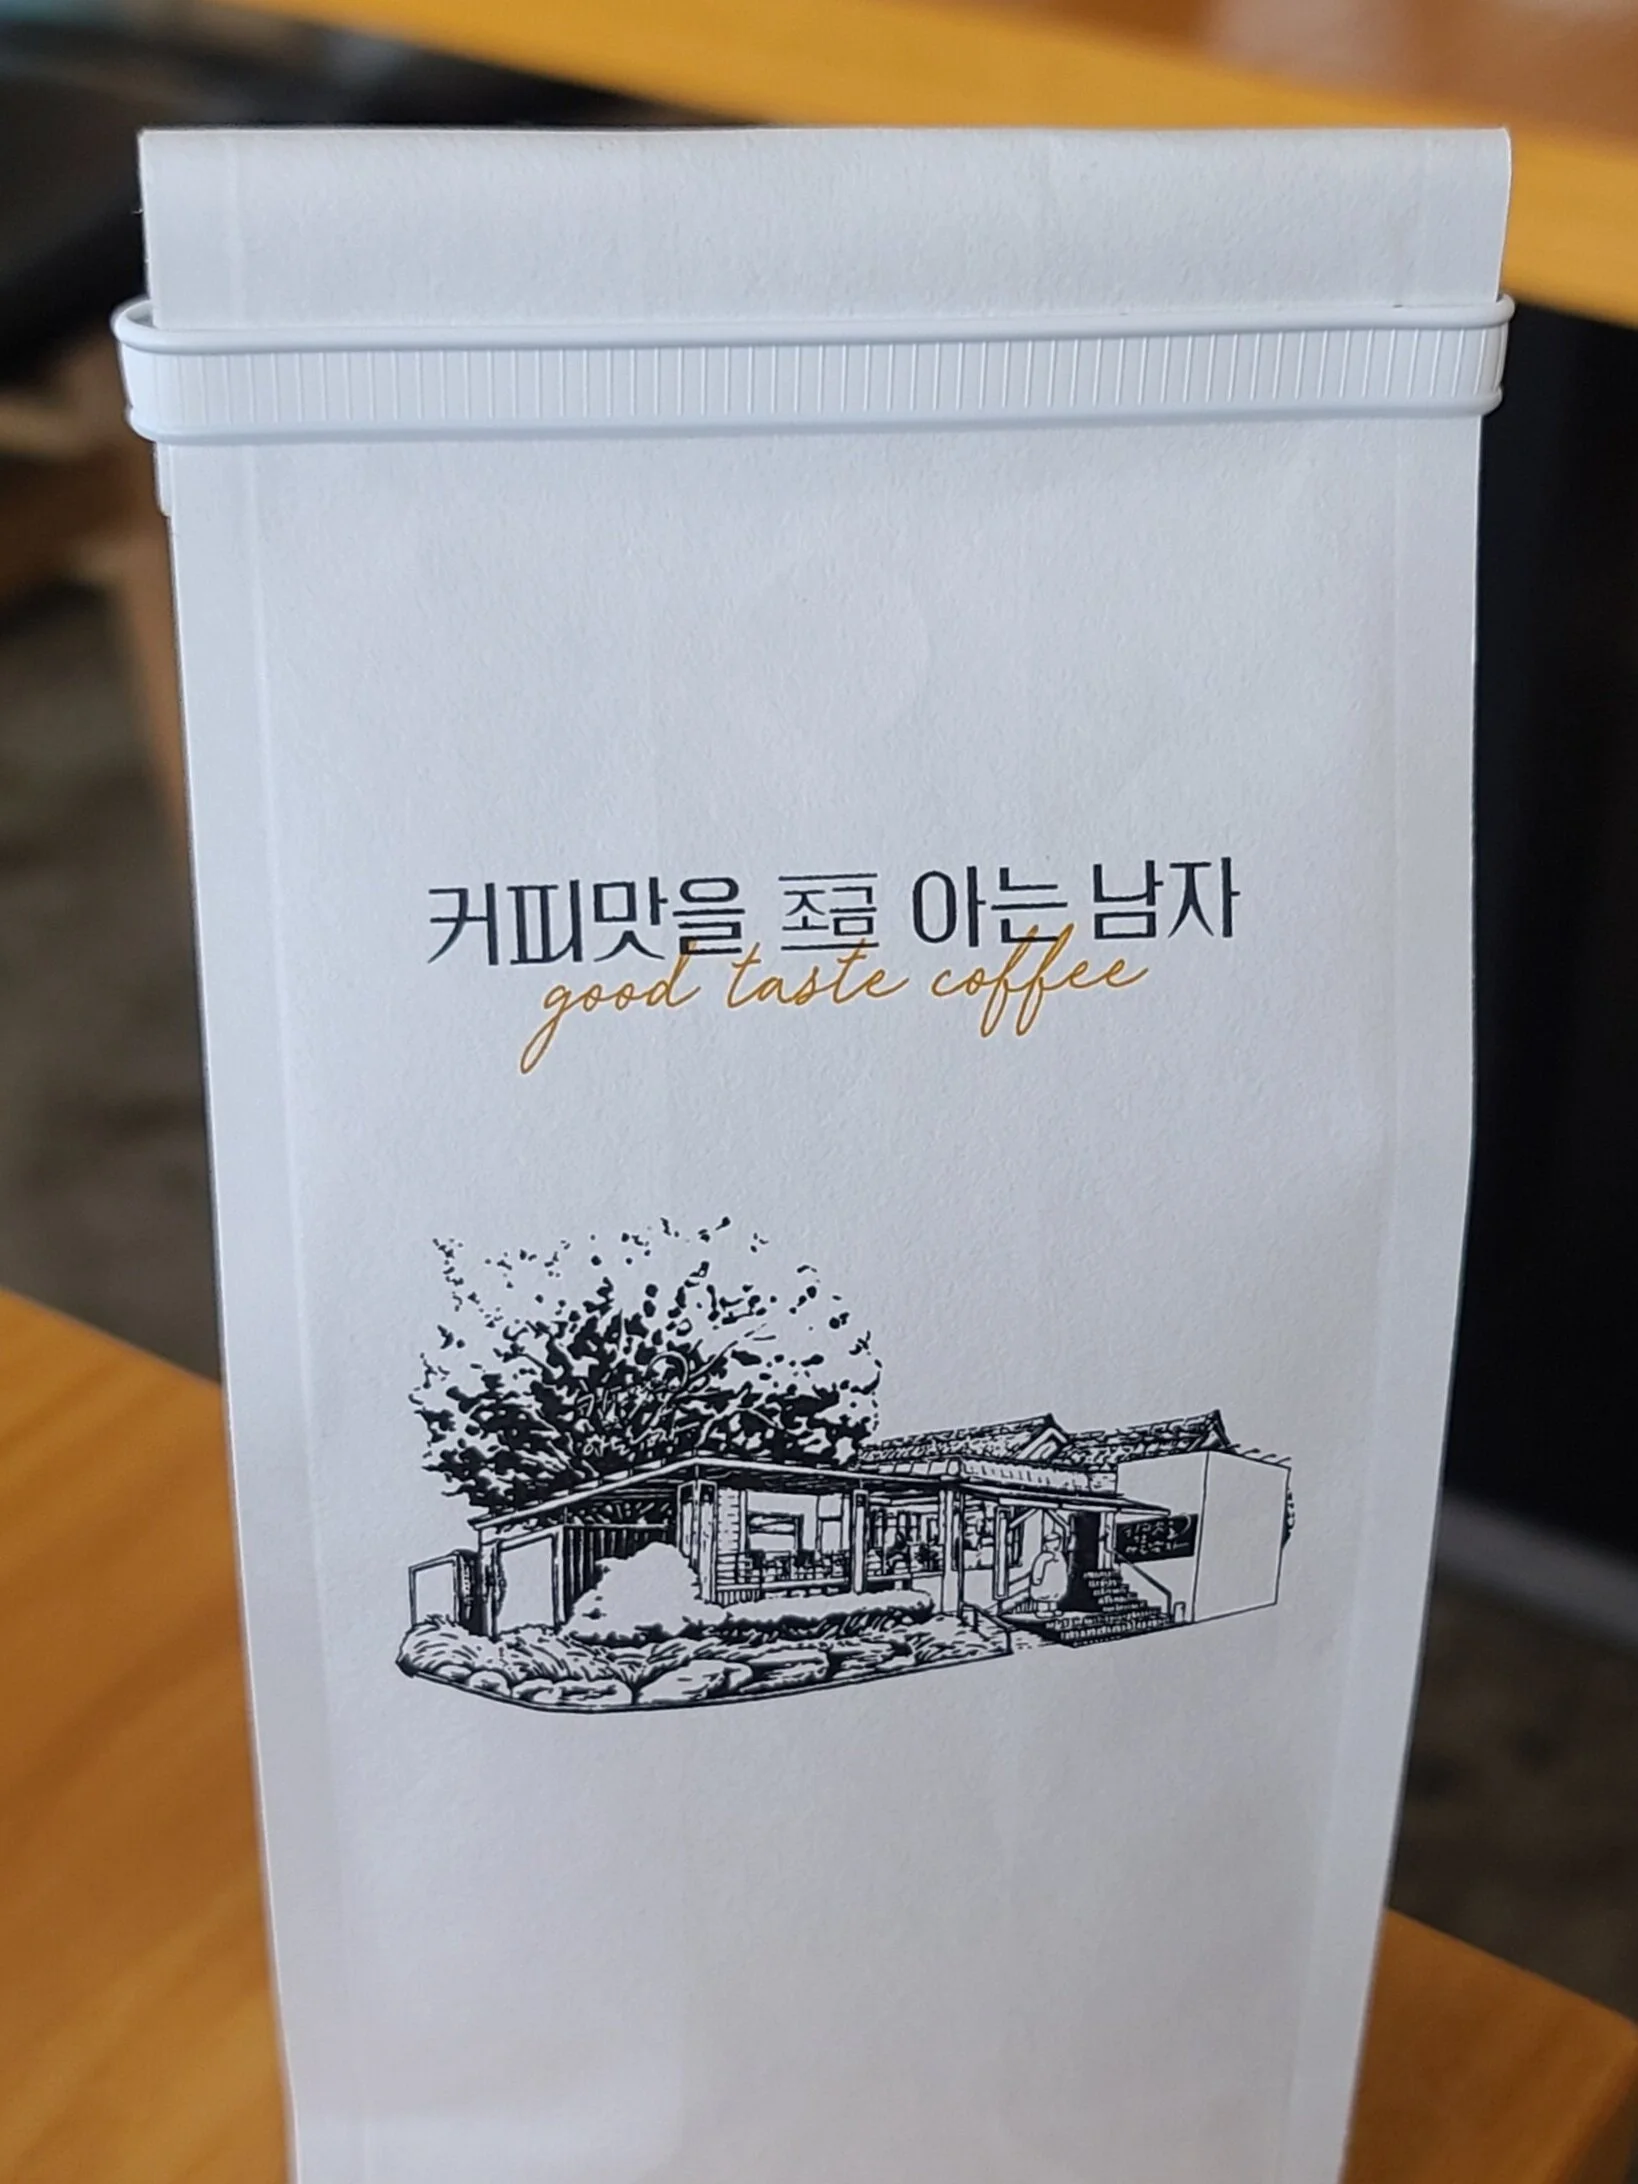 커피맛을 조금 아는 남자
good taste coffee